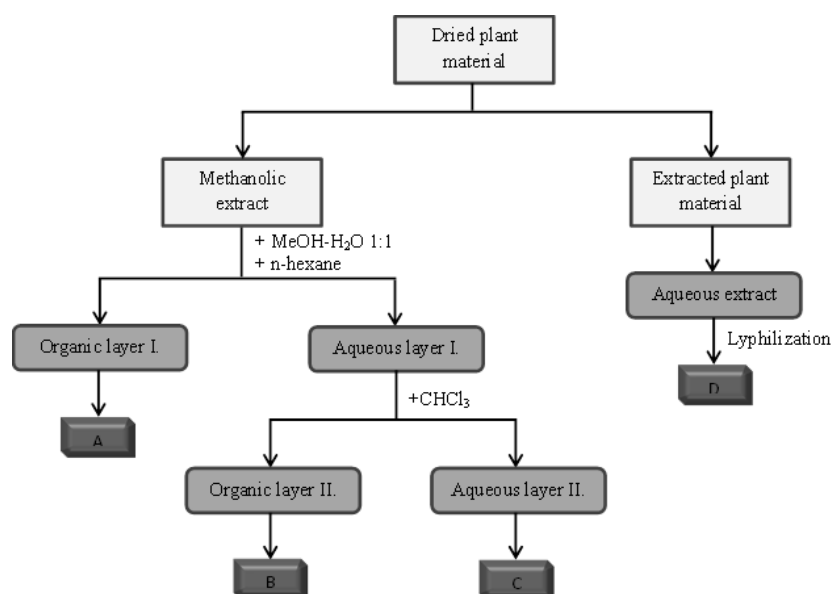 Dried plant
material
Methanolic
extract
Extracted plant
material
+ MeOH-H₂O 1:1
+ n-hexane
Aqueous extract
Organic layer I.
Aqueous layer I.
Lyphilization
D
+CHCl₃
A
Organic layer II.
Aqueous layer II.
B
C